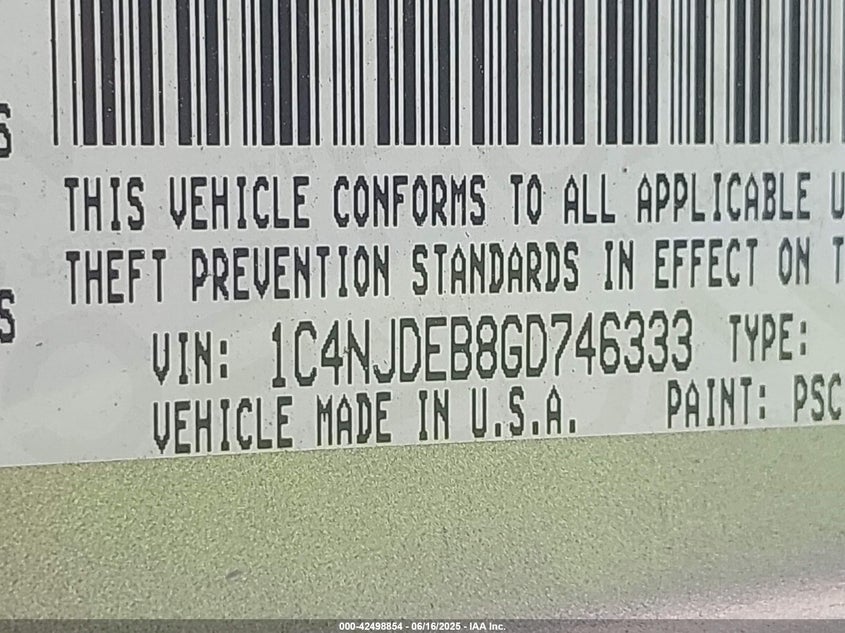 S
THIS VEHICLE CONFORMS TO ALL APPLICABLE U
THEFT PREVENTION STANDARDS IN EFFECT ON T
S
VIN: 1C4NJDEB8GD746333 TYPE:
VEHICLE MADE IN U.S.A. PAINT: PSC
000-42498854 - 06/16/2025 - IAA Inc.